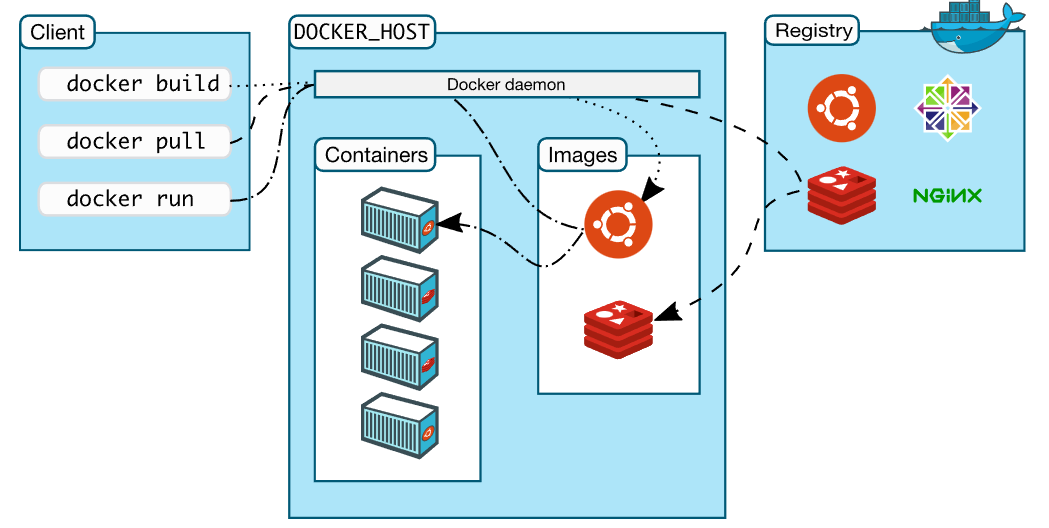 Client
docker build
docker pull
docker run
DOCKER_HOST
Docker daemon
Containers
Images
Registry
NGiNX